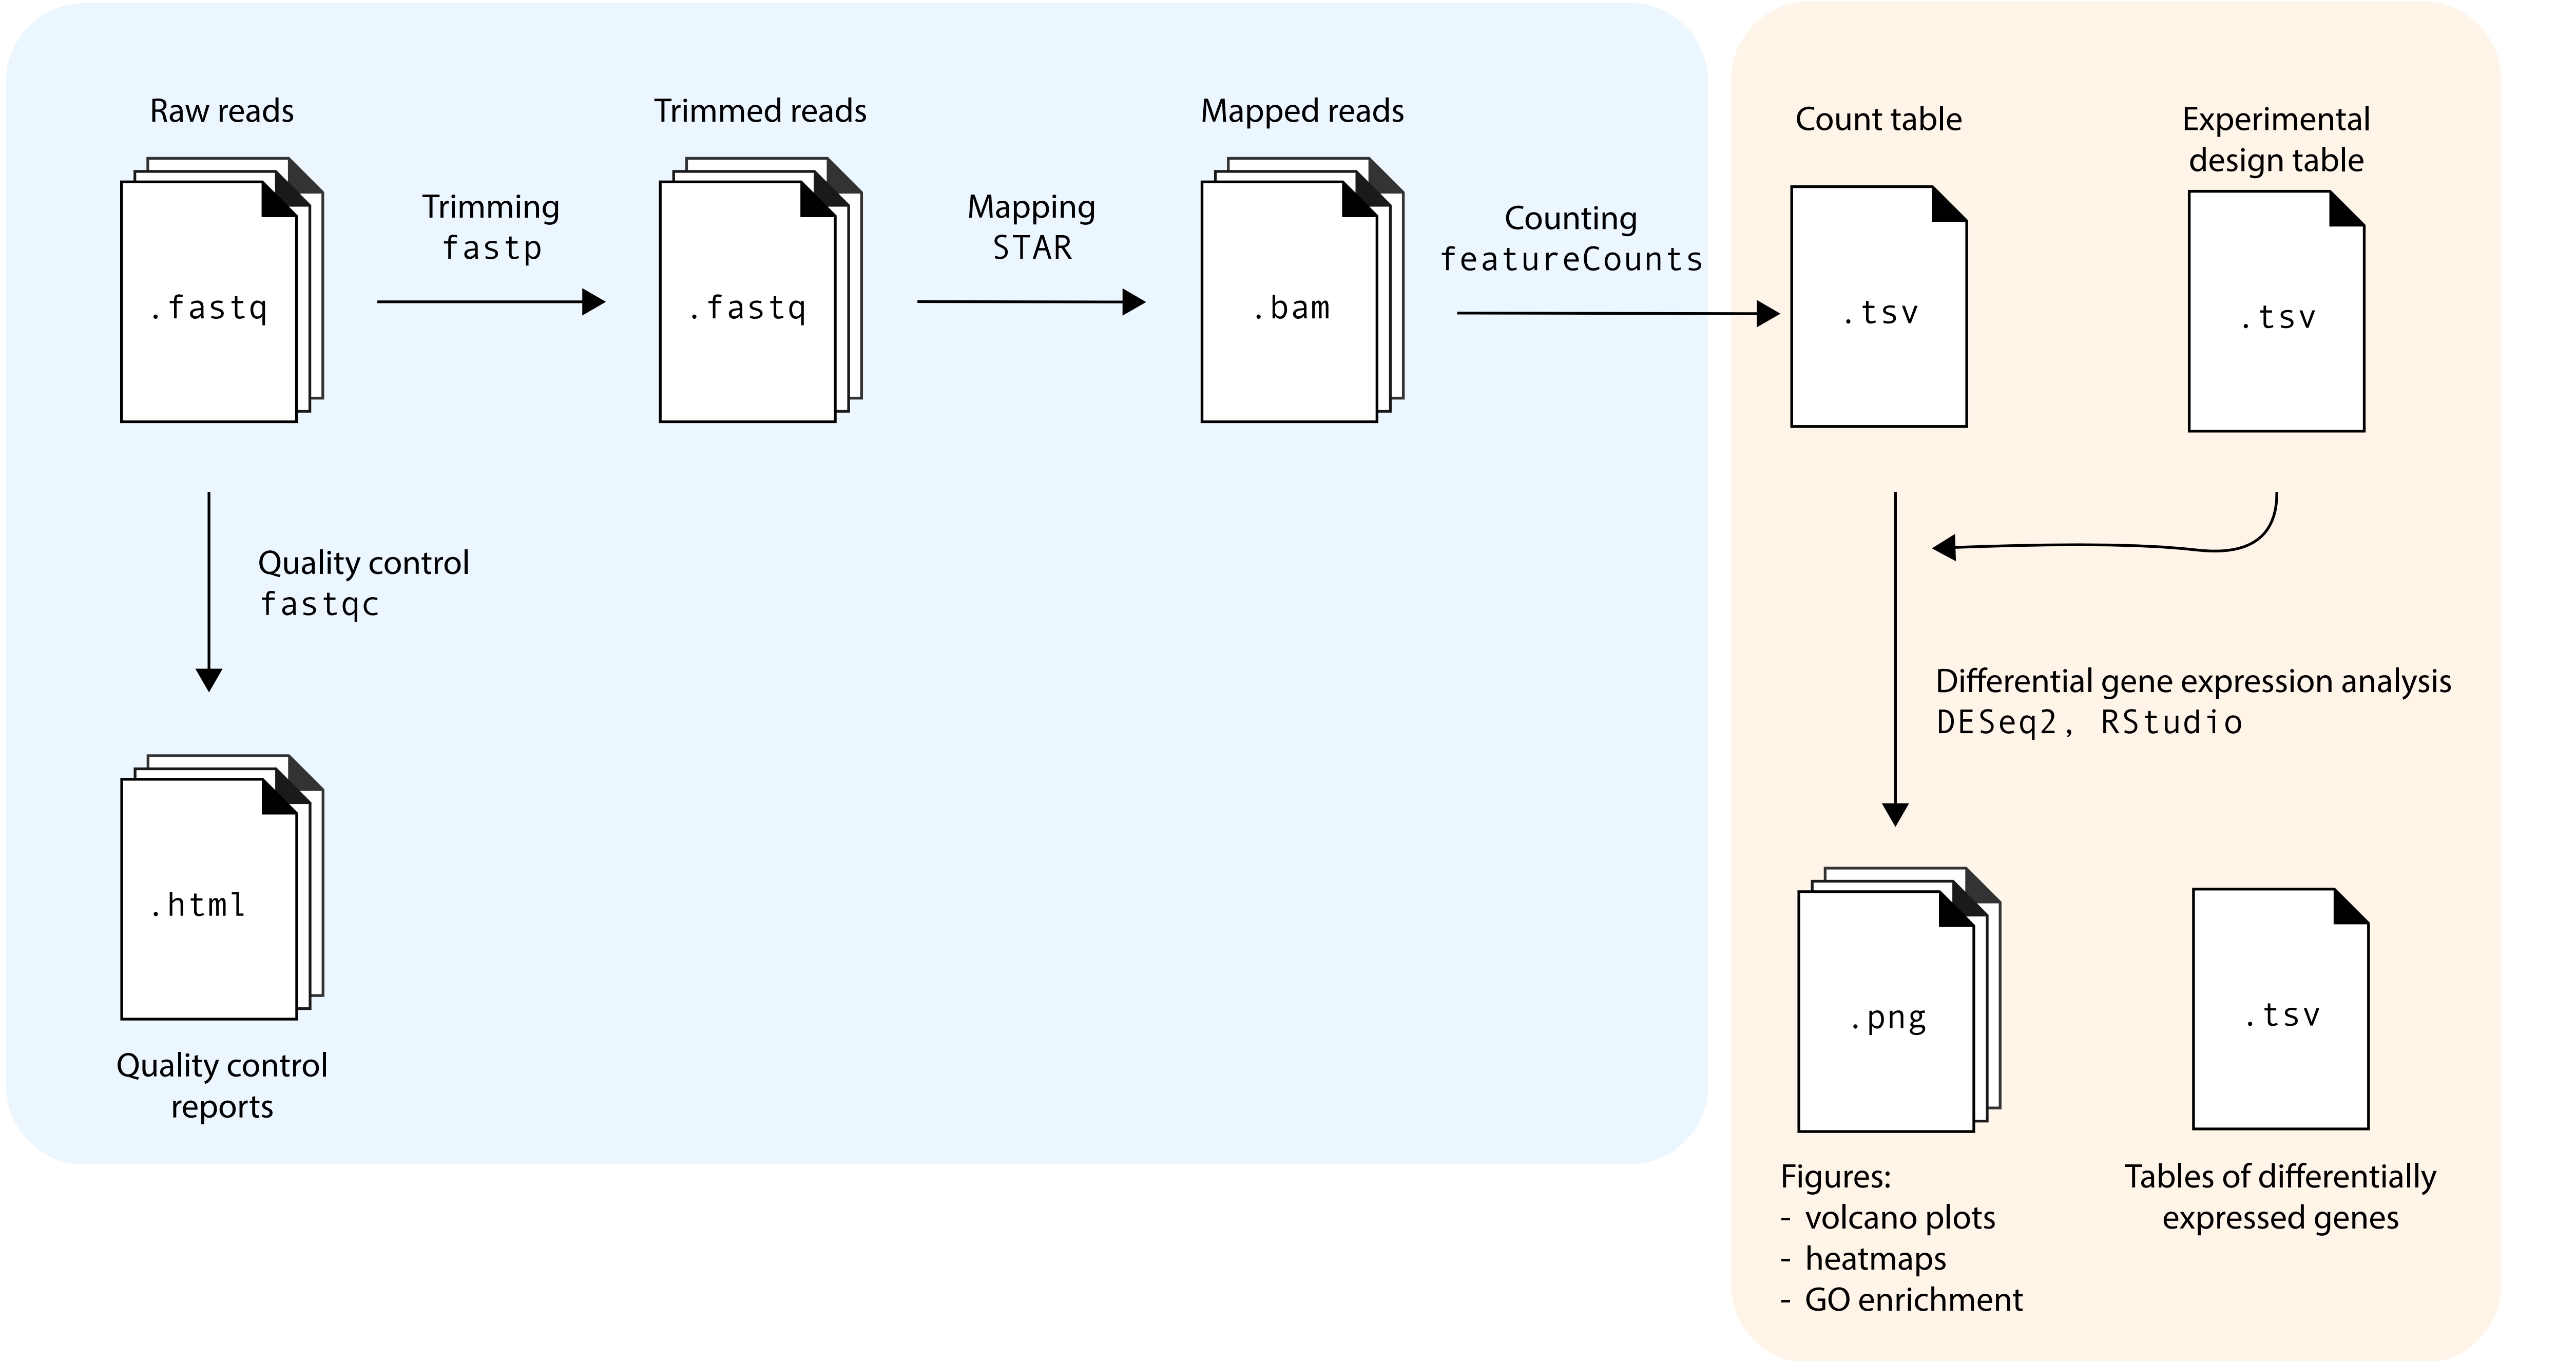 Raw reads
.fastq
Trimming
fastp
Trimmed reads
.fastq
Mapping
STAR
Mapped reads
.bam
Counting
featureCounts
Quality control
fastqc
.html
Quality control
reports
Count table
.tsv
Experimental
design table
.tsv
Differential gene expression analysis
DESeq2, RStudio
.png
Figures:
- volcano plots
- heatmaps
- GO enrichment
.tsv
Tables of differentially
expressed genes